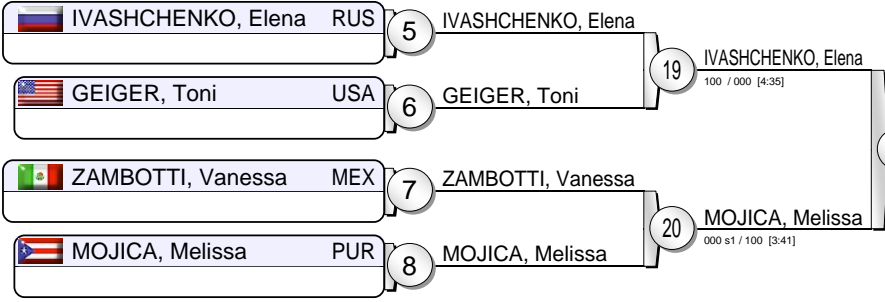 IVASHCHENKO, Elena RUS
5
IVASHCHENKO, Elena
GEIGER, Toni USA
6
GEIGER, Toni
19
IVASHCHENKO, Elena
100 / 000 [4:35]
ZAMBOTTI, Vanessa MEX
7
ZAMBOTTI, Vanessa
MOJICA, Melissa PUR
8
MOJICA, Melissa
20
MOJICA, Melissa
000 s1 / 100 [3:41]